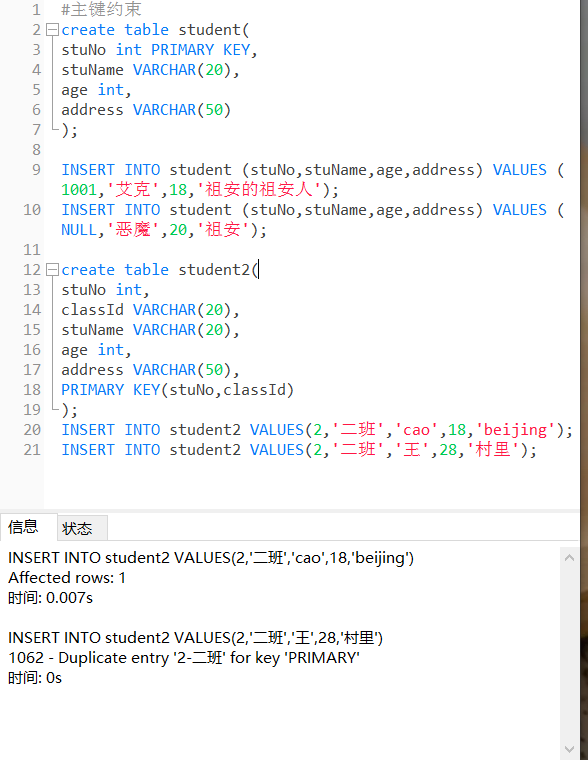 1 #主键约束
2 create table student(
3 stuNo int PRIMARY KEY,
4 stuName VARCHAR(20),
5 age int,
6 address VARCHAR(50)
7 );
8
9 INSERT INTO student (stuNo,stuName,age,address) VALUES (
1001,'艾克',18,'祖安的祖安人');
10 INSERT INTO student (stuNo,stuName,age,address) VALUES (
NULL,'恶魔',20,'祖安');
11
12 create table student2(
13 stuNo int,
14 classId VARCHAR(20),
15 stuName VARCHAR(20),
16 age int,
17 address VARCHAR(50),
18 PRIMARY KEY(stuNo,classId)
19 );
20 INSERT INTO student2 VALUES(2,'二班','cao',18,'beijing');
21 INSERT INTO student2 VALUES(2,'二班','王',28,'村里');
信息 状态
INSERT INTO student2 VALUES(2,'二班','cao',18,'beijing')
Affected rows: 1
时间: 0.007s
INSERT INTO student2 VALUES(2,'二班','王',28,'村里')
1062 - Duplicate entry '2-二班' for key 'PRIMARY'
时间: 0s